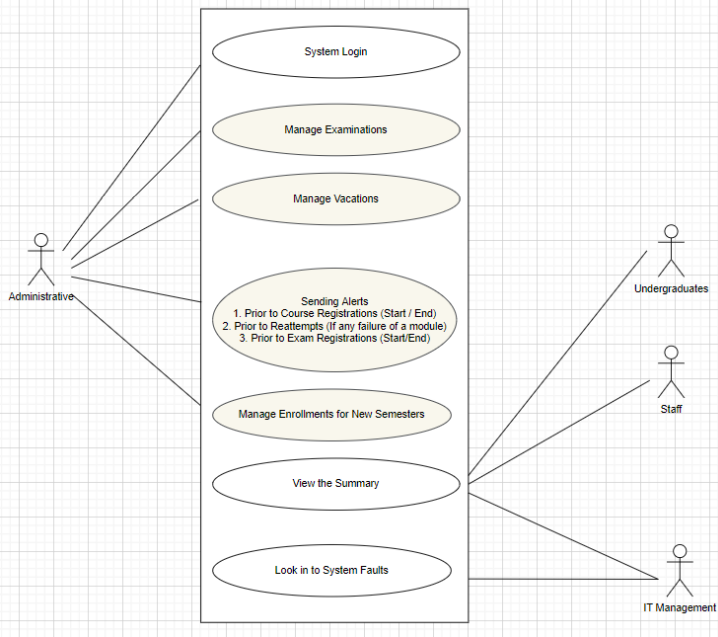 System Login
Manage Examinations
Manage Vacations
Administrative
Sending Alerts
1. Prior to Course Registrations (Start / End)
2. Prior to Reattempts (If any failure of a module)
3. Prior to Exam Registrations (Start/End)
Manage Enrollments for New Semesters
View the Summary
Look in to System Faults
Undergraduates
Staff
IT Management